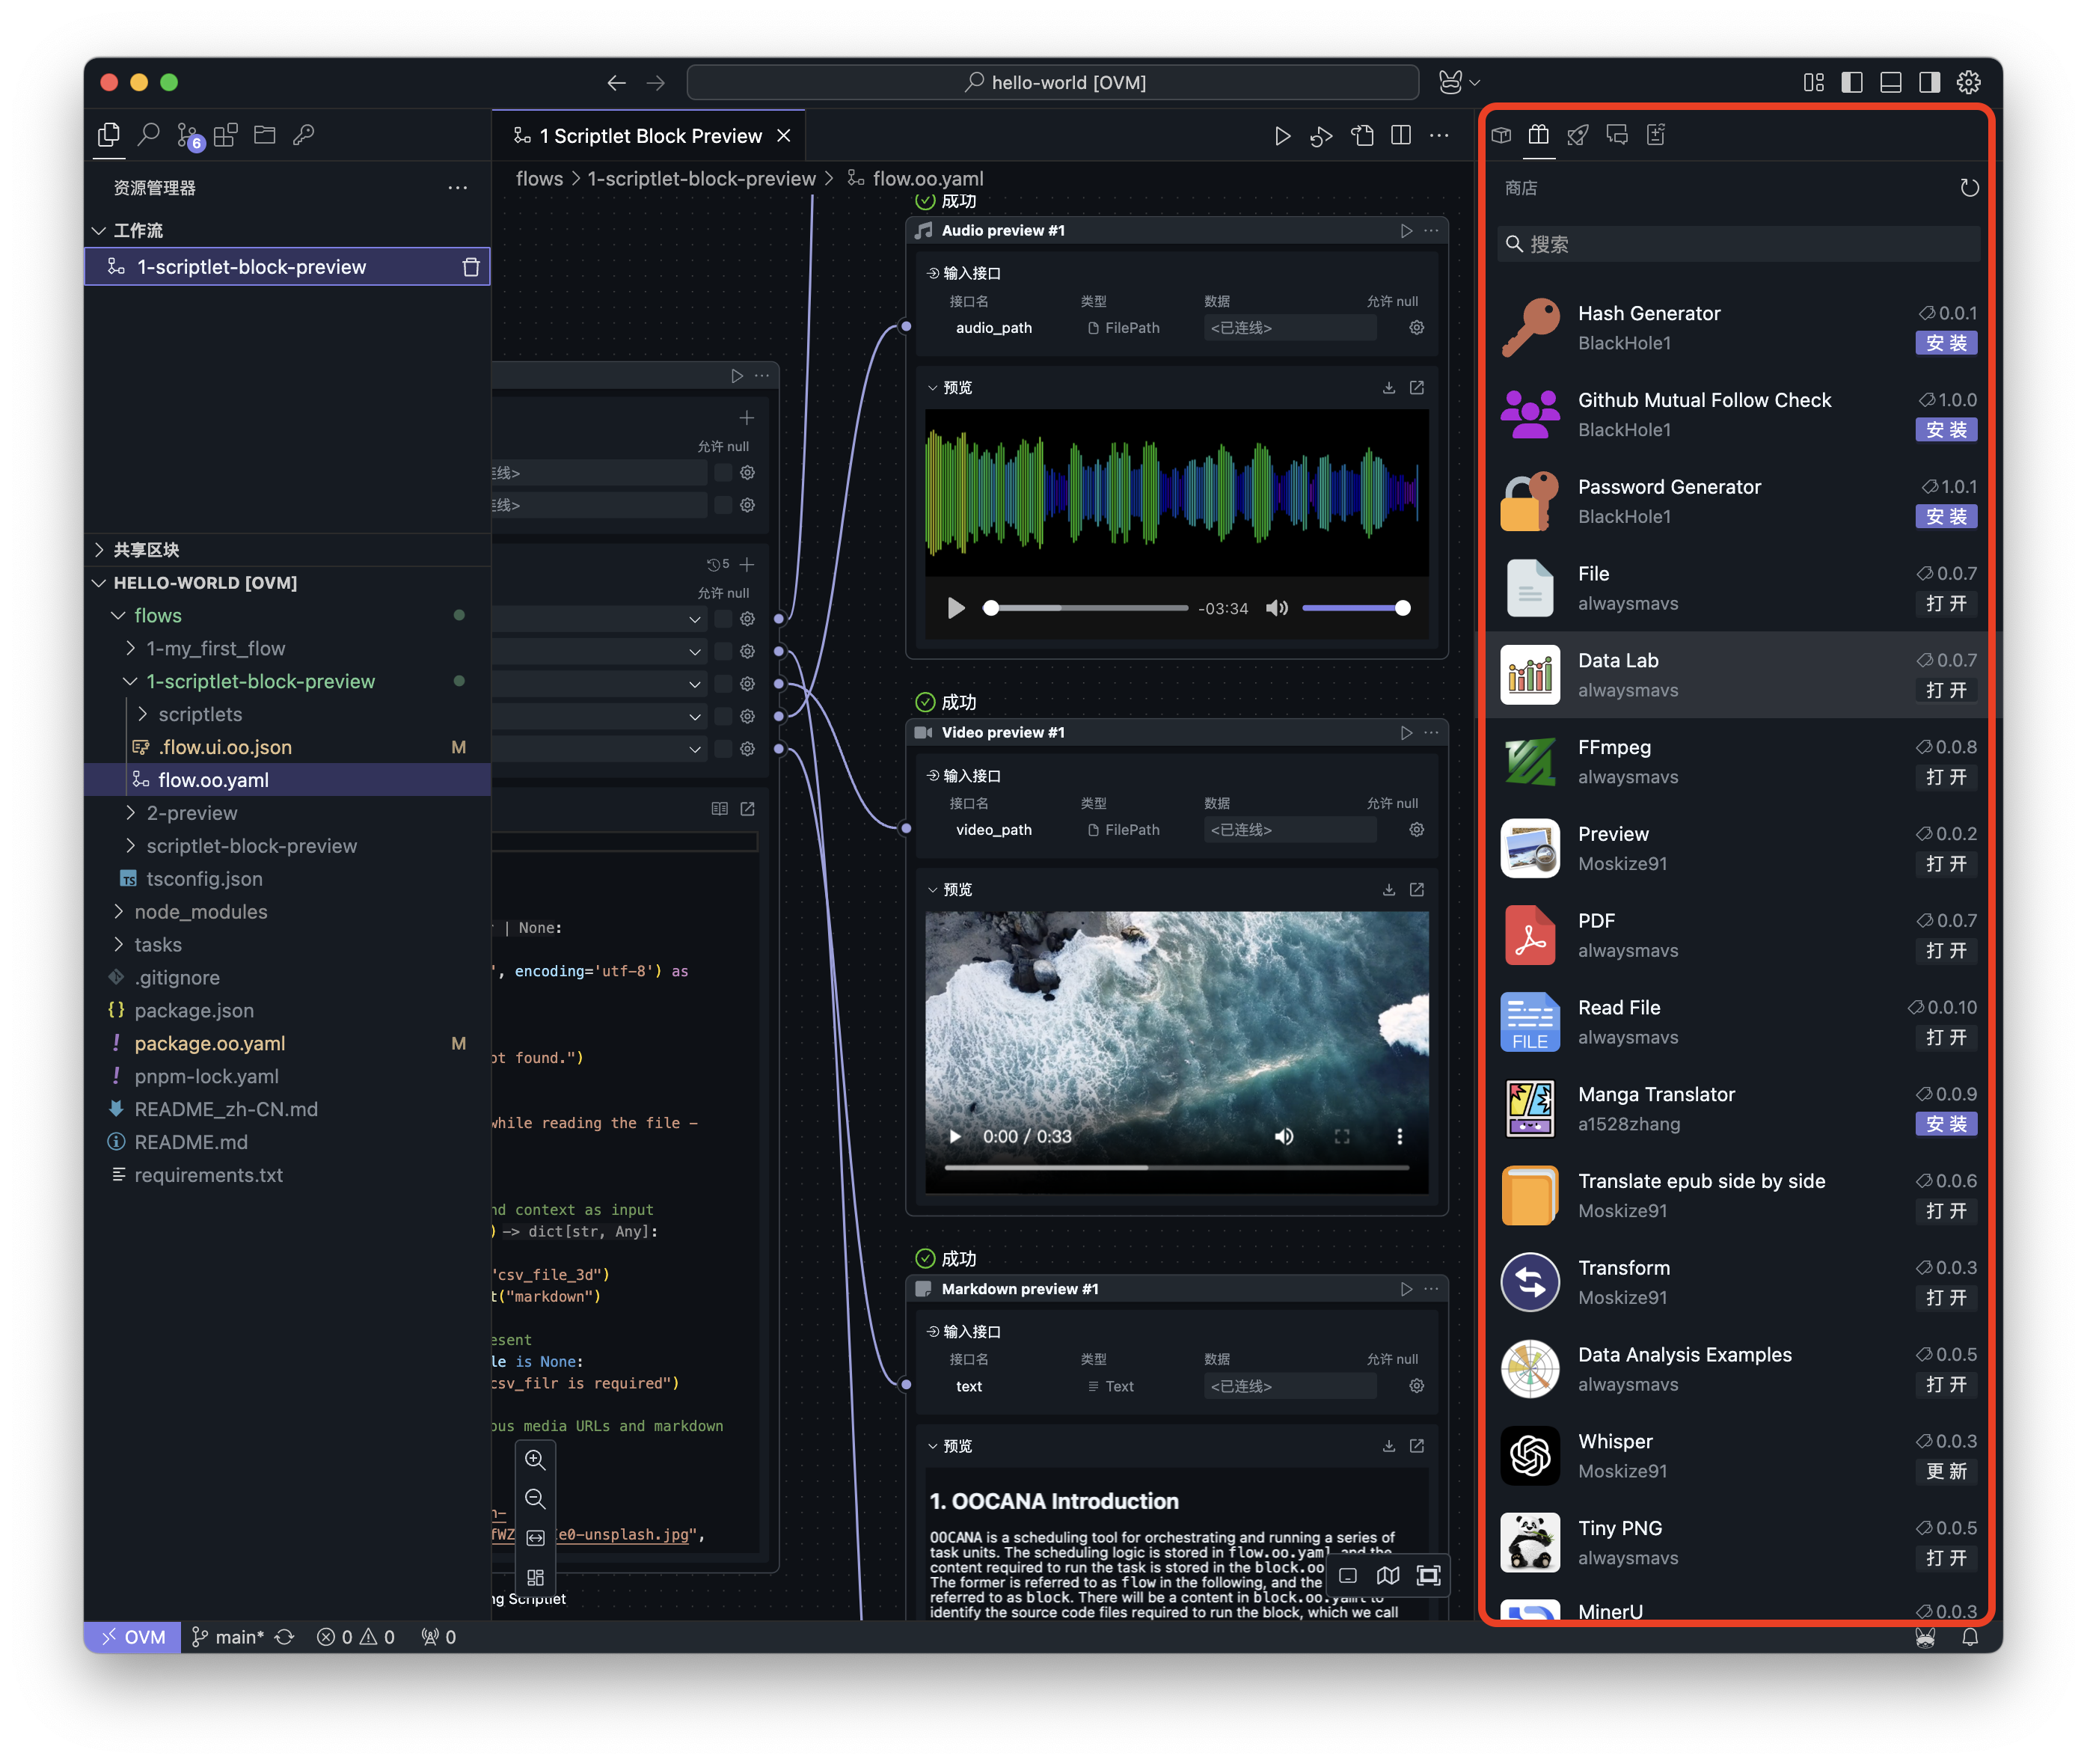 hello-world [OVM]
6
资源管理器
工作流
1-scriptlet-block-preview
共享区块
HELLO-WORLD [OVM]
flows
1-my_first_flow
1-scriptlet-block-preview
scriptlets
.flow.ui.oo.json M
flow.oo.yaml
2-preview
scriptlet-block-preview
TS tsconfig.json
node_modules
tasks
.gitignore
package.json
package.oo.yaml M
pnpm-lock.yaml
README_zh-CN.md
README.md
requirements.txt
1 Scriptlet Block Preview
flows > 1-scriptlet-block-preview > flow.oo.yaml
允许 null
连线>
连线>
5
允许 null
| None:
", encoding='utf-8') as
ot found.")
while reading the file –
nd context as input
) -> dict[str, Any]:
"csv_file_3d")
t("markdown")
esent
le is None:
csv_filr is required")
ous media URLs and markdown
n-
fWZ
e0-unsplash.jpg",
ng Scriptlet
成功
Audio preview #1
输入接口
接口名 类型 数据 允许 null
audio_path FilePath <已连线>
预览
-03:34
成功
Video preview #1
输入接口
接口名 类型 数据 允许 null
video_path FilePath <已连线>
预览
0:00 / 0:33
成功
Markdown preview #1
输入接口
接口名 类型 数据 允许 null
text Text <已连线>
预览
1. OOCANA Introduction
OOCANA is a scheduling tool for orchestrating and running a series of
task units. The scheduling logic is stored in flow.oo.yaml, and the
content required to run the task is stored in the block.oo
The former is referred to as flow in the following, and the
referred to as block. There will be a content in block.oo.yaml to
identify the source code files required to run the block, which we call
商店
搜索
Hash Generator 0.0.1
BlackHole1 安装
Github Mutual Follow Check 1.0.0
BlackHole1 安装
Password Generator 1.0.1
BlackHole1 安装
File 0.0.7
alwaysmavs 打开
Data Lab 0.0.7
alwaysmavs 打开
FFmpeg 0.0.8
alwaysmavs 打开
Preview 0.0.2
Moskize91 打开
PDF 0.0.7
alwaysmavs 打开
Read File 0.0.10
FILE alwaysmavs 打开
Manga Translator 0.0.9
a1528zhang 安装
Translate epub side by side 0.0.6
Moskize91 打开
Transform 0.0.3
Moskize91 打开
Data Analysis Examples 0.0.5
alwaysmavs 打开
Whisper 0.0.3
Moskize91 更新
Tiny PNG 0.0.5
alwaysmavs 打开
MinerU 0.0.3
OVM main* 0 0 0